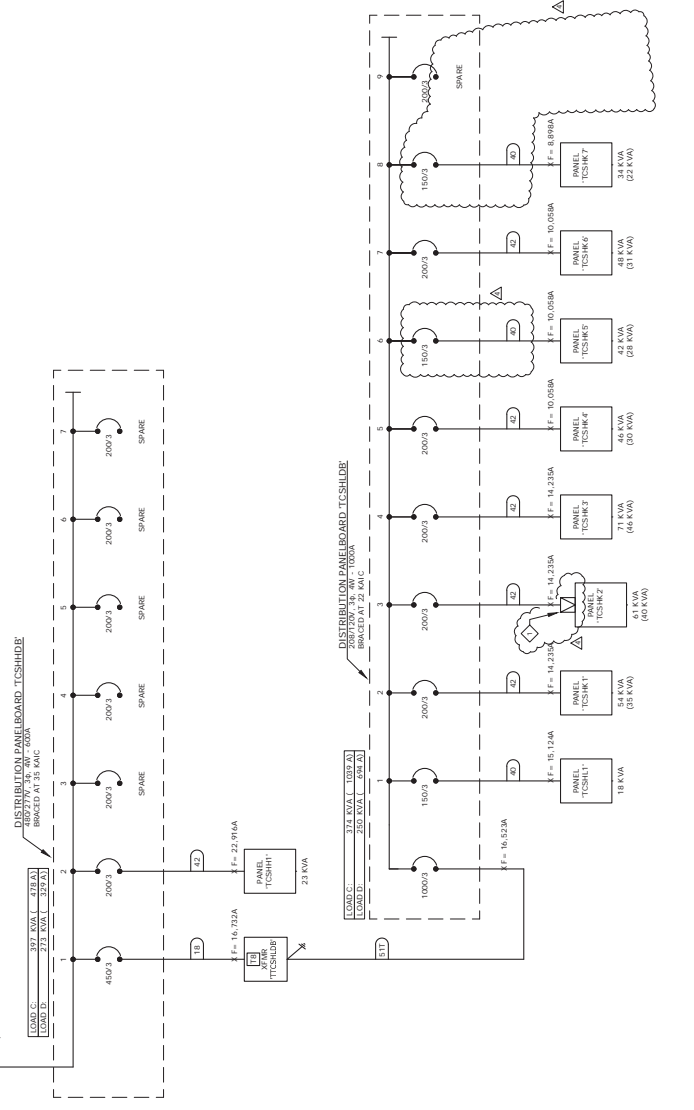 DISTRIBUTION PANELBOARD 'TCSHHDB'
480/277V, 3Φ, 4W - 600A
BRACED AT 35 KAIC
LOAD C: 397 KVA ( 478 A)
LOAD D: 273 KVA ( 329 A)
1
2
3
4
5
6
7
450/3
200/3
200/3
200/3
200/3
200/3
200/3
SPARE
SPARE
SPARE
SPARE
SPARE
18
42
X F= 16,732A
X F= 22,916A
T8
XFMR
'TTCSHLDB'
PANEL
'TCSHH1'
23 KVA
51T
DISTRIBUTION PANELBOARD 'TCSHLDB'
208/120V, 3Φ, 4W - 1000A
BRACED AT 22 KAIC
LOAD C: 374 KVA ( 1039 A)
LOAD D: 250 KVA ( 694 A)
1
2
3
4
5
6
7
8
9
1000/3
150/3
200/3
200/3
200/3
200/3
150/3
200/3
150/3
200/3
SPARE
X F= 16,523A
40
42
42
42
42
40
42
40
X F= 15,124A
X F= 14,235A
X F= 14,235A
X F= 14,235A
X F= 10,058A
X F= 10,058A
X F= 10,058A
X F= 8,898A
1
4
4
4
PANEL
'TCSHL1'
18 KVA
PANEL
'TCSHK1'
54 KVA
(35 KVA)
PANEL
'TCSHK2'
61 KVA
(40 KVA)
PANEL
'TCSHK3'
71 KVA
(46 KVA)
PANEL
'TCSHK4'
46 KVA
(30 KVA)
PANEL
'TCSHK5'
42 KVA
(28 KVA)
PANEL
'TCSHK6'
48 KVA
(31 KVA)
PANEL
'TCSHK7'
34 KVA
(22 KVA)